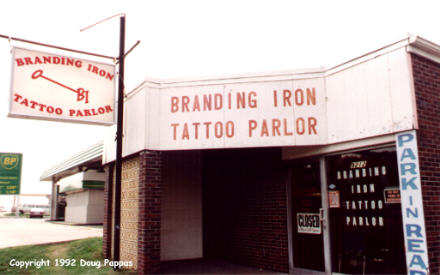 BRANDING IRON
BI
TATTOO PARLOR
BRANDING IRON
TATTOO PARLOR
BP
CLOSED
BRANDING
IRON
TATTOO
PARLOR
PARK IN REAR
Copyright © 1992 Doug Pappas